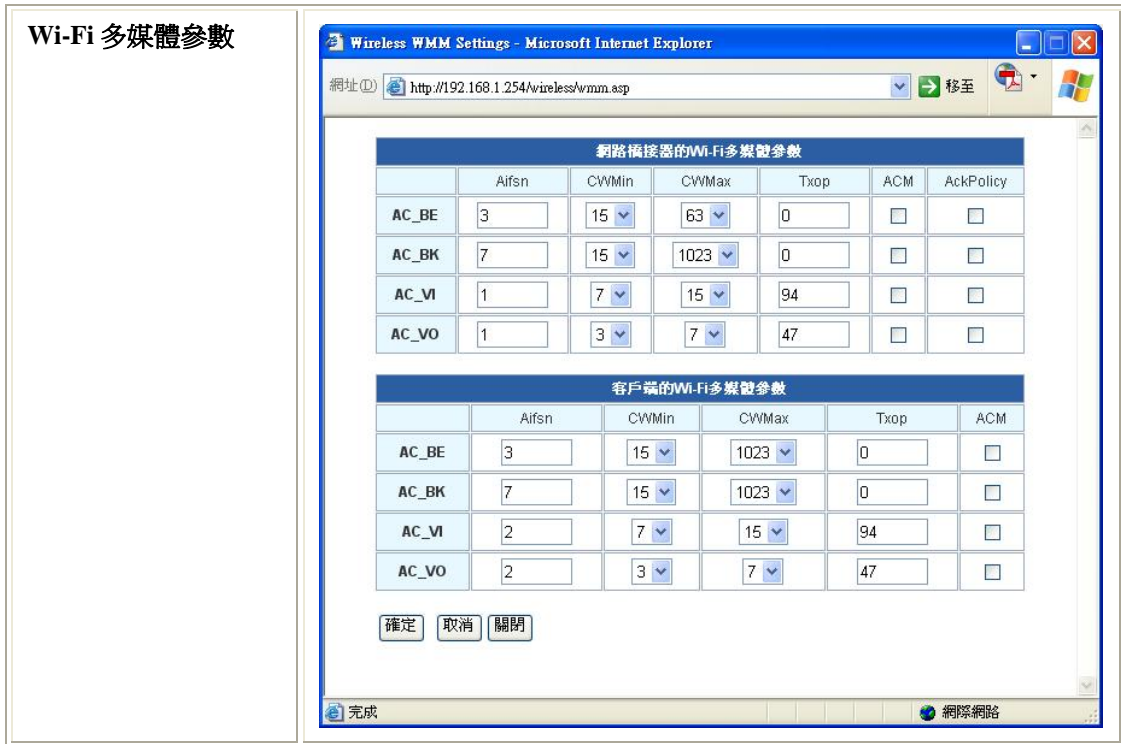 Wi-Fi 多媒體參數
Wireless WMM Settings - Microsoft Internet Explorer
網址(D) http://192.168.1.254/wireless/wmm.asp 移至
網路橋接器的Wi-Fi多媒體參數
Aifsn CWMin CWMax Txop ACM AckPolicy
AC_BE 3 15 63 0
AC_BK 7 15 1023 0
AC_VI 1 7 15 94
AC_VO 1 3 7 47
客戶端的Wi-Fi多媒體參數
Aifsn CWMin CWMax Txop ACM
AC_BE 3 15 1023 0
AC_BK 7 15 1023 0
AC_VI 2 7 15 94
AC_VO 2 3 7 47
確定 取消 關閉
完成 網際網路